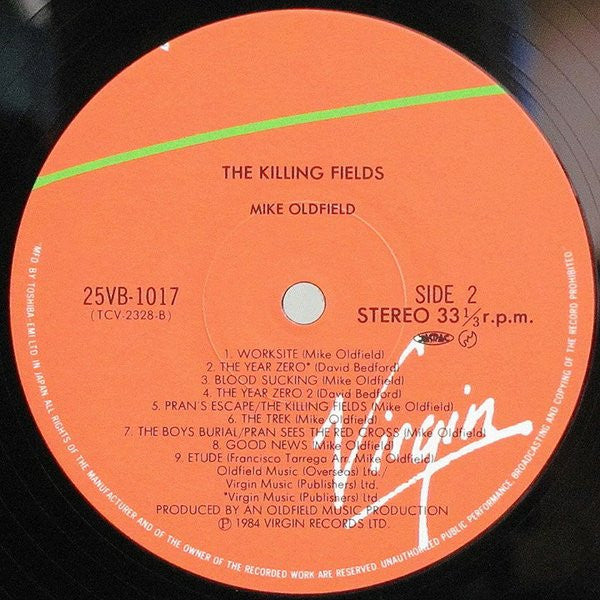 THE KILLING FIELDS
MIKE OLDFIELD
25VB-1017
(TCV-2328-B)
SIDE 2
STEREO 33⅓ r.p.m.
JASRAC
1. WORKSITE (Mike Oldfield)
2. THE YEAR ZERO* (David Bedford)
3. BLOOD SUCKING (Mike Oldfield)
4. THE YEAR ZERO 2 (David Bedford)
5. PRAN'S ESCAPE/THE KILLING FIELDS (Mike Oldfield)
6. THE TREK (Mike Oldfield)
7. THE BOYS BURIAL/PRAN SEES THE RED CROSS (Mike Oldfield)
8. GOOD NEWS (Mike Oldfield)
9. ETUDE (Francisco Tarrega Arr. Mike Oldfield)
Oldfield Music (Overseas) Ltd./
Virgin Music (Publishers) Ltd.
*Virgin Music (Publishers) Ltd.
PRODUCED BY AN OLDFIELD MUSIC PRODUCTION
Ⓟ 1984 VIRGIN RECORDS LTD.
Virgin
MFD BY TOSHIBA EMI LTD IN JAPAN ALL RIGHTS OF THE MANUFACTURER AND OF THE OWNER OF THE RECORDED WORK ARE RESERVED. UNAUTHORIZED PUBLIC PERFORMANCE, BROADCASTING AND COPYING OF THE RECORD PROHIBITED